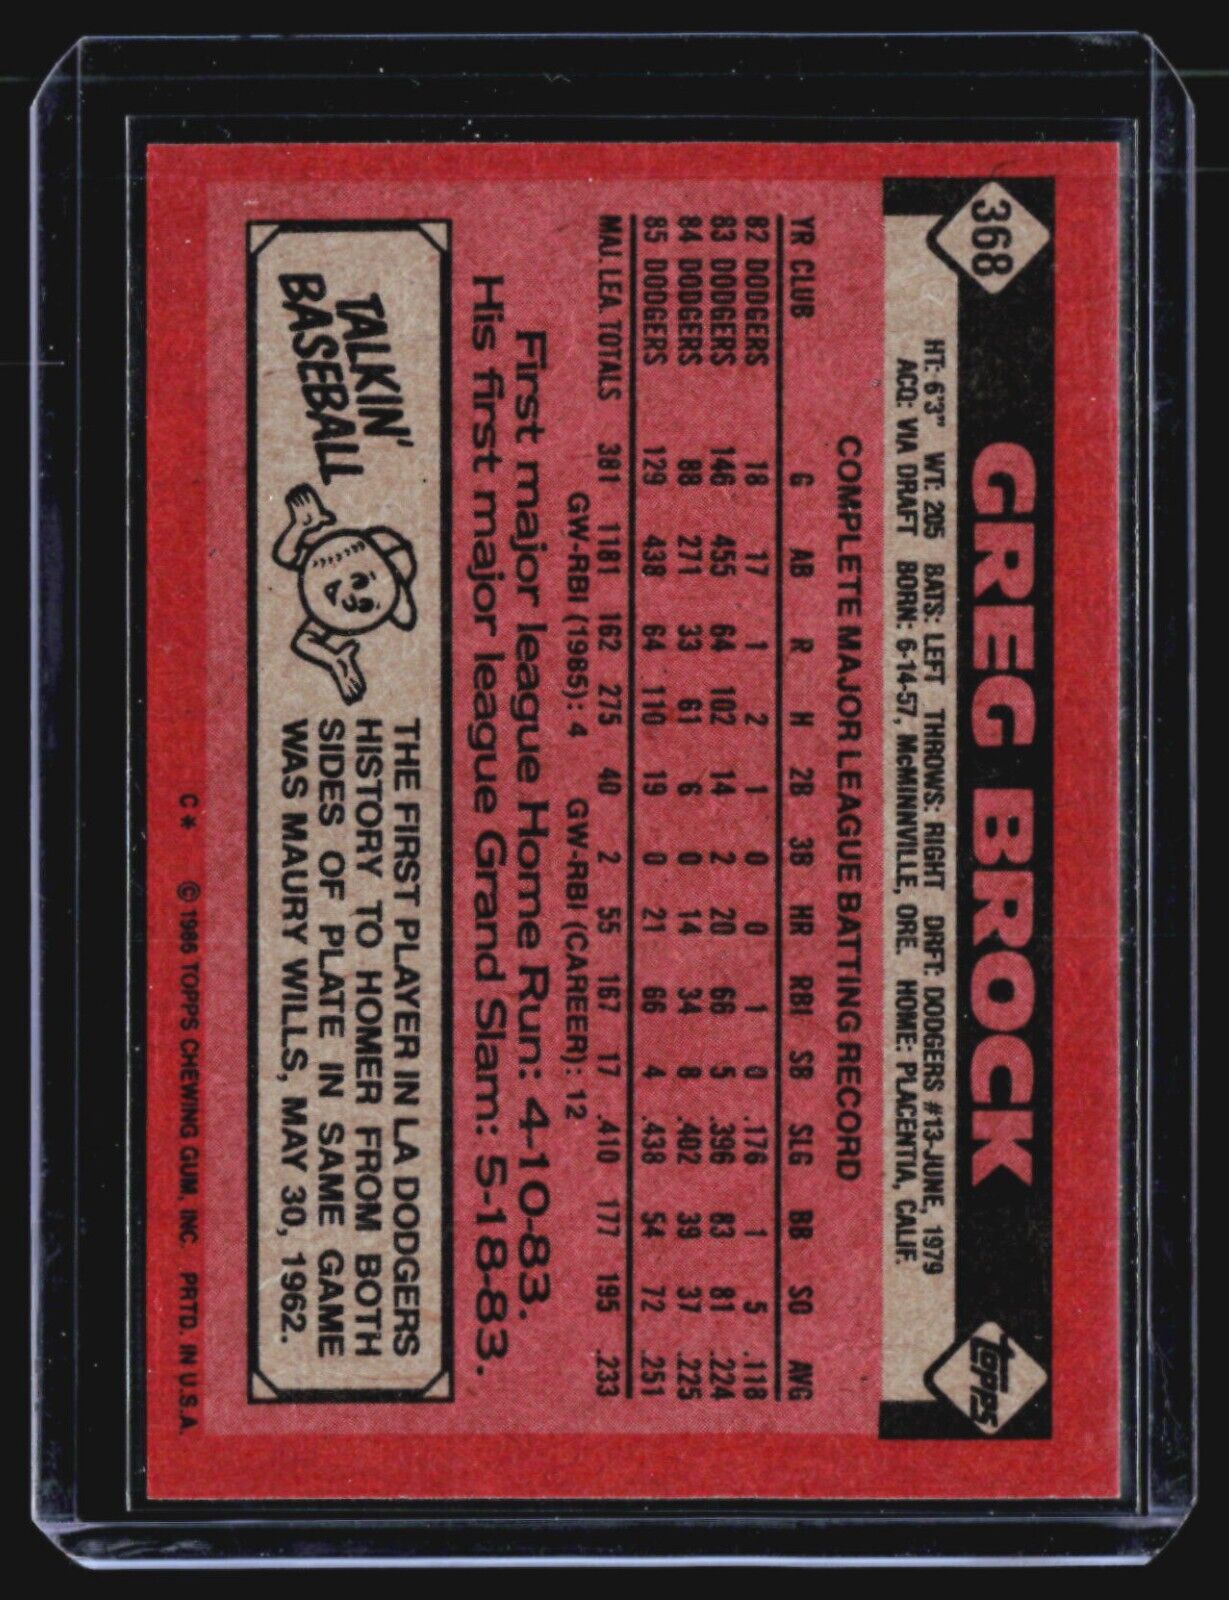 368
GREG BROCK
Topps
HT: 6'3" WT: 205 BATS: LEFT THROWS: RIGHT DRFT: DODGERS #13-JUNE, 1979
ACQ: VIA DRAFT BORN: 6-14-57, McMINNVILLE, ORE. HOME: PLACENTIA, CALIF.
COMPLETE MAJOR LEAGUE BATTING RECORD
YR CLUB G AB R H 2B 3B HR RBI SB SLG BB SO AVG
82 DODGERS 18 17 1 2 1 0 0 1 0 .176 1 5 .118
83 DODGERS 146 455 64 102 14 2 20 66 5 .396 83 81 .224
84 DODGERS 88 271 33 61 6 0 14 34 8 .402 39 37 .225
85 DODGERS 129 438 64 110 19 0 21 66 4 .438 54 72 .251
MAJ. LEA. TOTALS 381 1181 162 275 40 2 55 167 17 .410 177 195 .233
GW-RBI (1985): 4 GW-RBI (CAREER): 12
First major league Home Run: 4-10-83.
His first major league Grand Slam: 5-18-83.
TALKIN'
BASEBALL
THE FIRST PLAYER IN LA DODGERS
HISTORY TO HOMER FROM BOTH
SIDES OF PLATE IN SAME GAME
WAS MAURY WILLS, MAY 30, 1962.
C* © 1986 TOPPS CHEWING GUM, INC. PRTD. IN U.S.A.